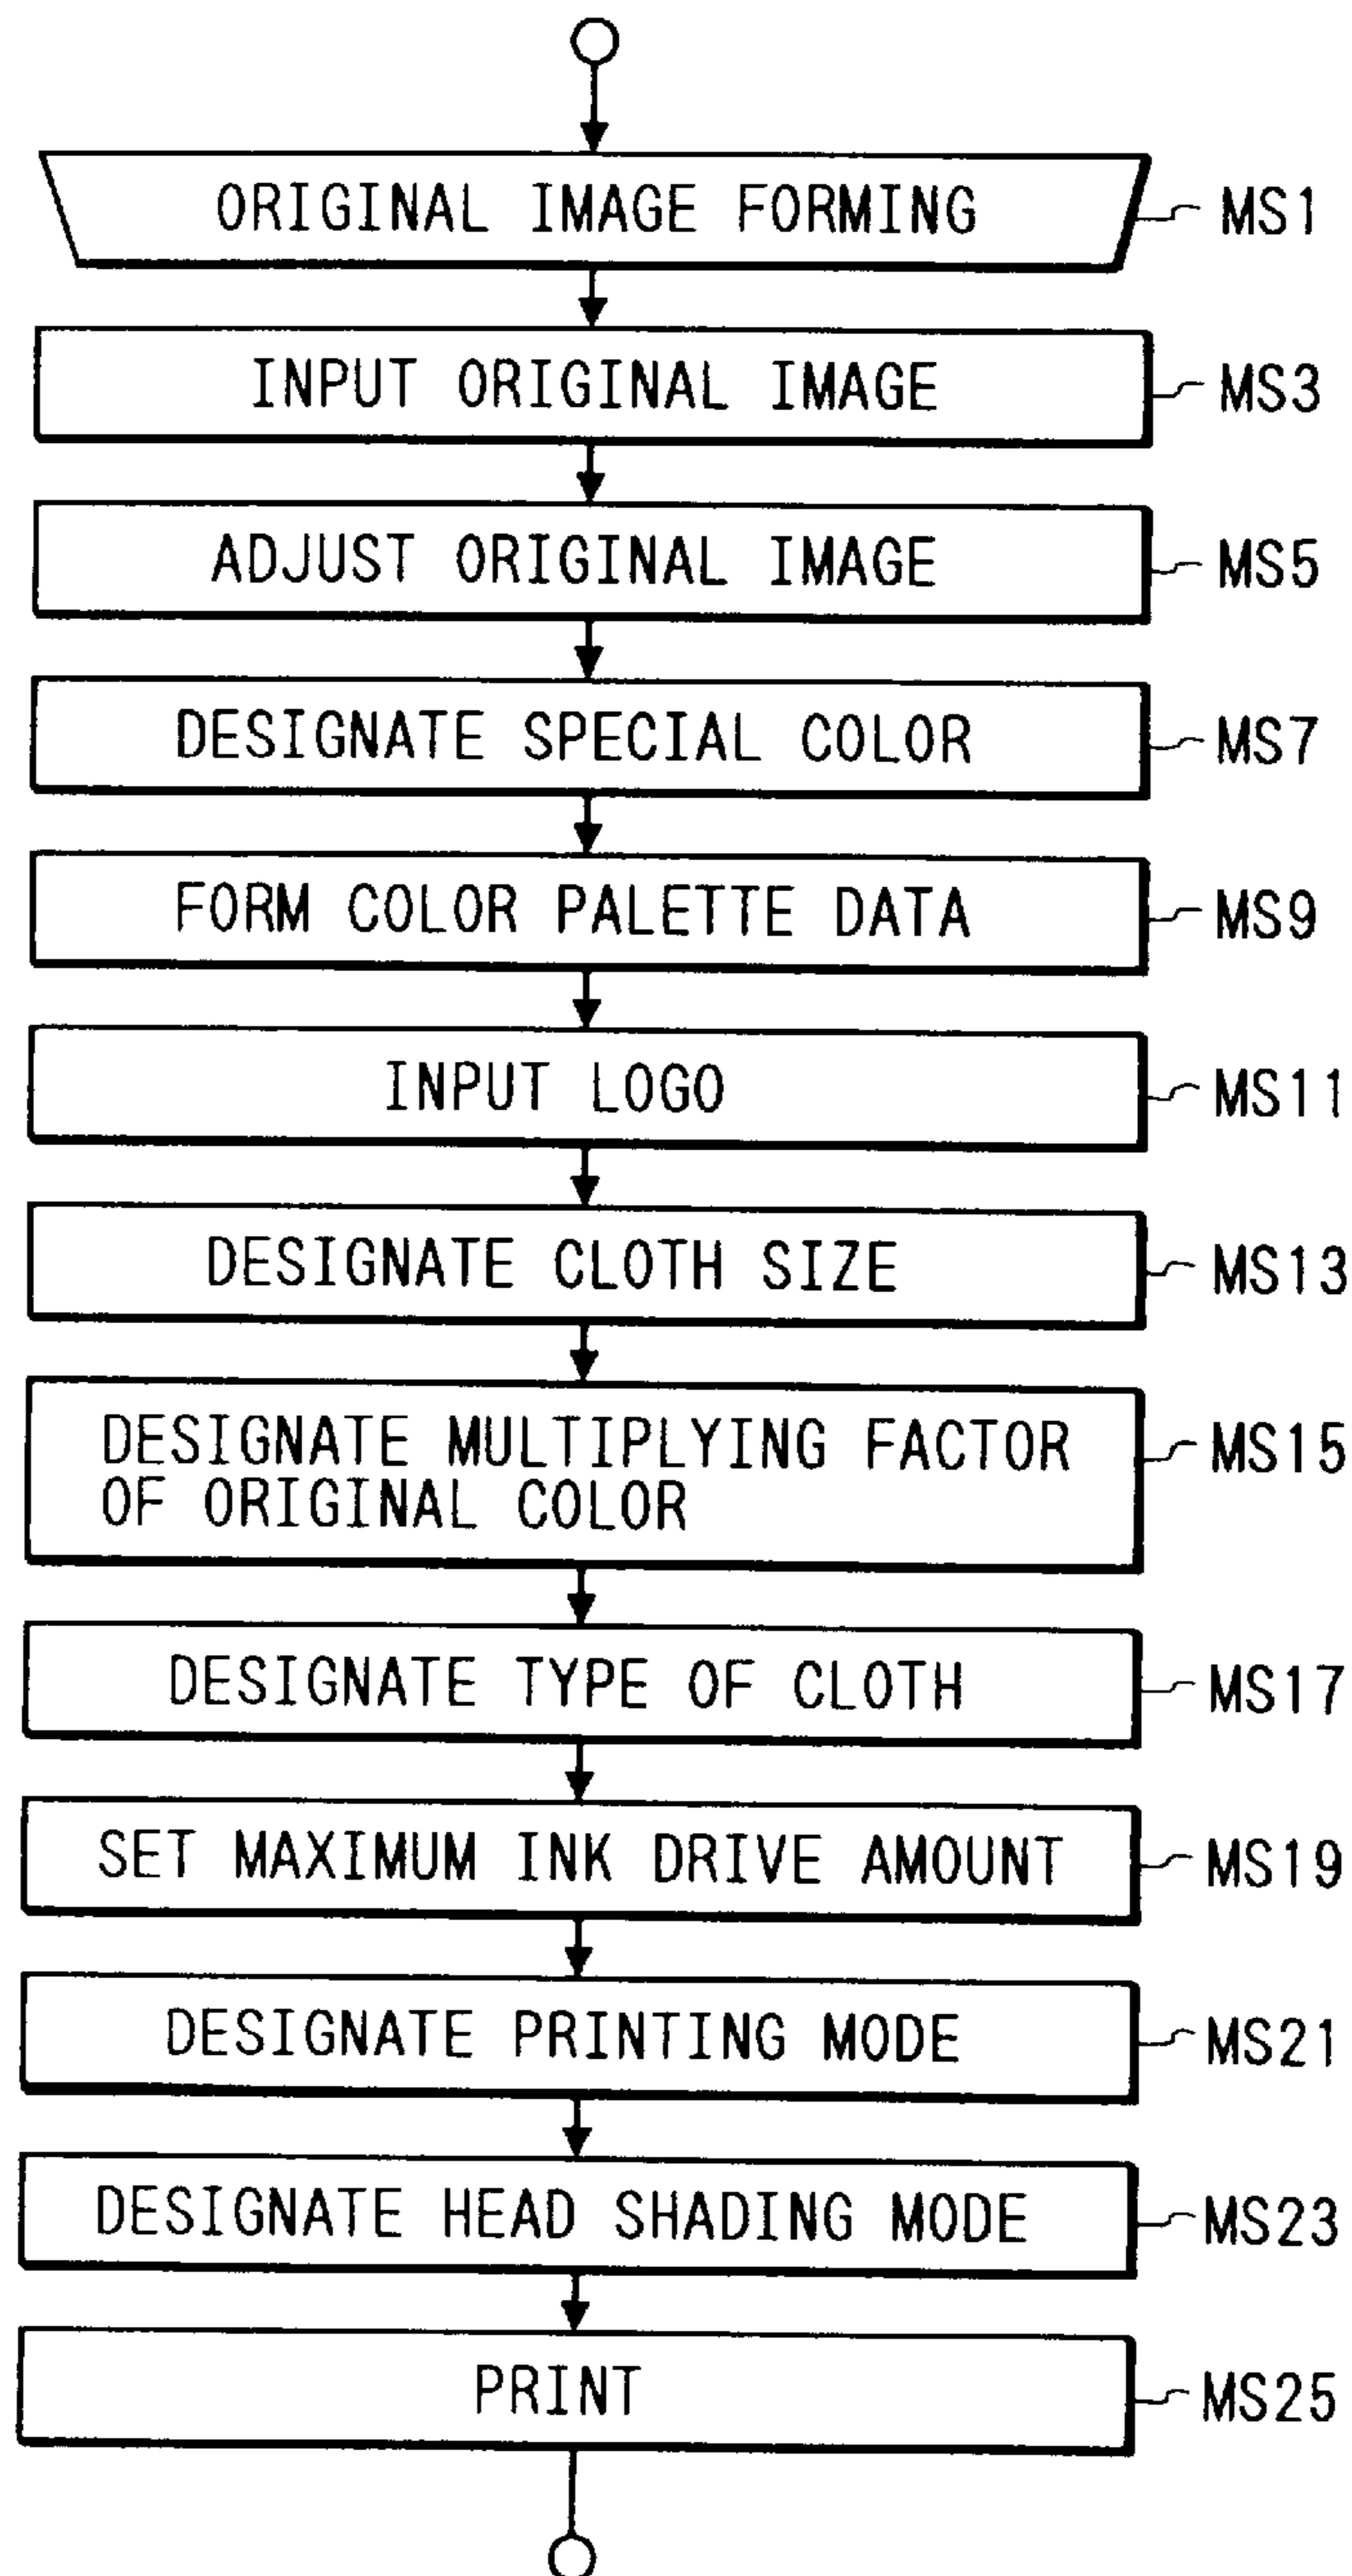 ORIGINAL IMAGE FORMING MS1
INPUT ORIGINAL IMAGE MS3
ADJUST ORIGINAL IMAGE MS5
DESIGNATE SPECIAL COLOR MS7
FORM COLOR PALETTE DATA MS9
INPUT LOGO MS11
DESIGNATE CLOTH SIZE MS13
DESIGNATE MULTIPLYING FACTOR MS15
OF ORIGINAL COLOR
DESIGNATE TYPE OF CLOTH MS17
SET MAXIMUM INK DRIVE AMOUNT MS19
DESIGNATE PRINTING MODE MS21
DESIGNATE HEAD SHADING MODE MS23
PRINT MS25